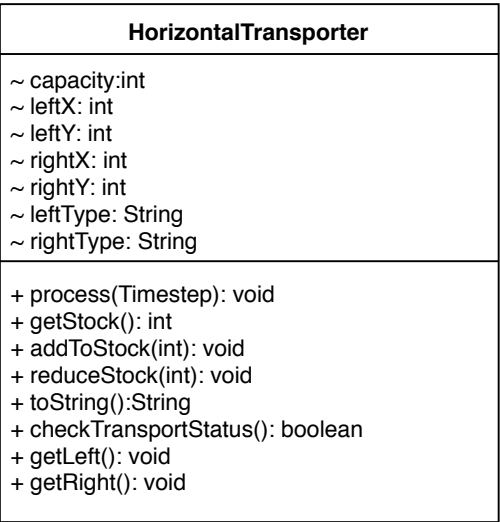 HorizontalTransporter
~ capacity:int
~ leftX: int
~ leftY: int
~ rightX: int
~ rightY: int
~ leftType: String
~ rightType: String
+ process(Timestep): void
+ getStock(): int
+ addToStock(int): void
+ reduceStock(int): void
+ toString():String
+ checkTransportStatus(): boolean
+ getLeft(): void
+ getRight(): void